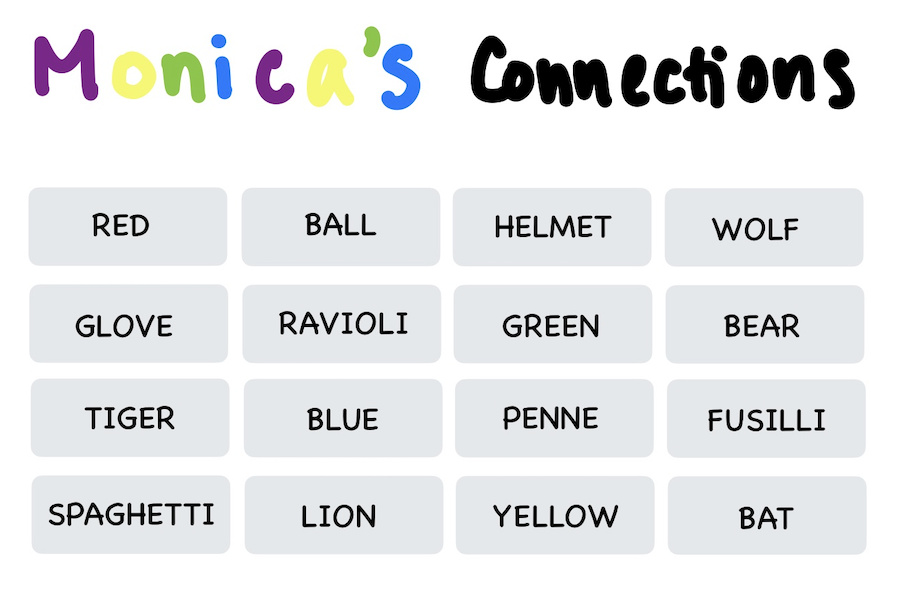 Monica's Connections
RED BALL HELMET WOLF
GLOVE RAVIOLI GREEN BEAR
TIGER BLUE PENNE FUSILLI
SPAGHETTI LION YELLOW BAT